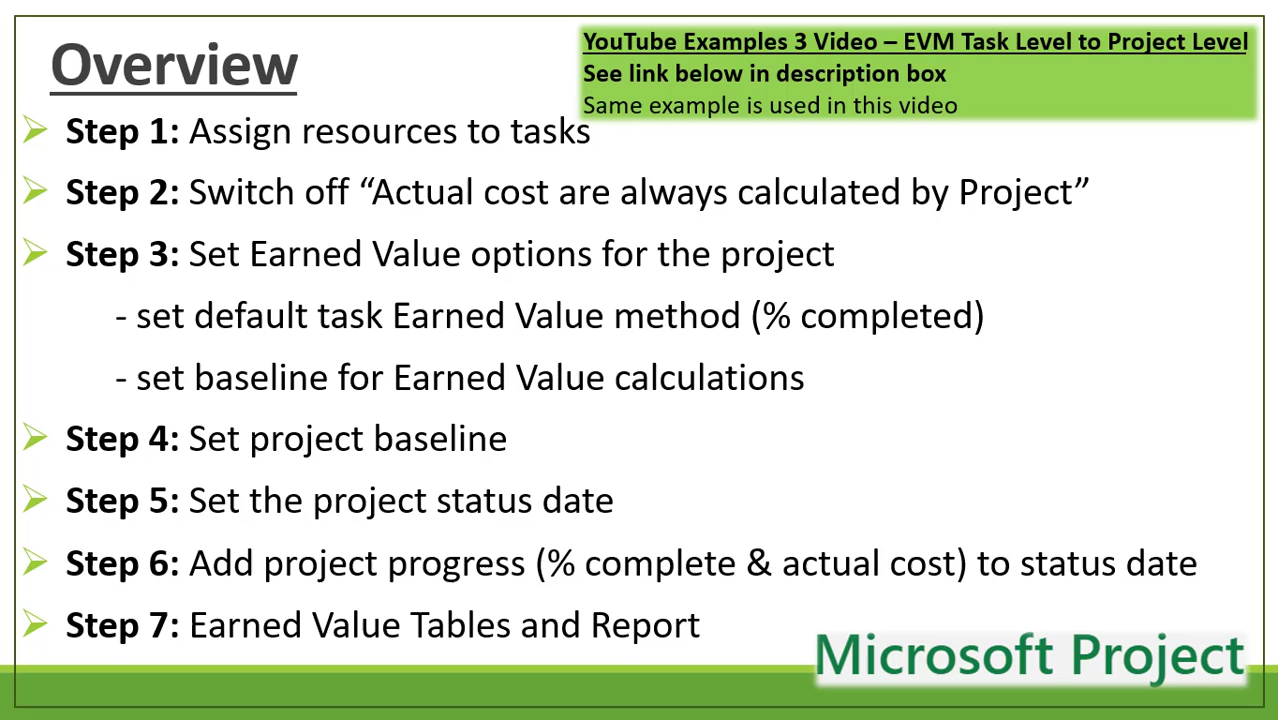 Overview
YouTube Examples 3 Video – EVM Task Level to Project Level
See link below in description box
Same example is used in this video
Step 1: Assign resources to tasks
Step 2: Switch off “Actual cost are always calculated by Project”
Step 3: Set Earned Value options for the project
- set default task Earned Value method (% completed)
- set baseline for Earned Value calculations
Step 4: Set project baseline
Step 5: Set the project status date
Step 6: Add project progress (% complete & actual cost) to status date
Step 7: Earned Value Tables and Report
Microsoft Project